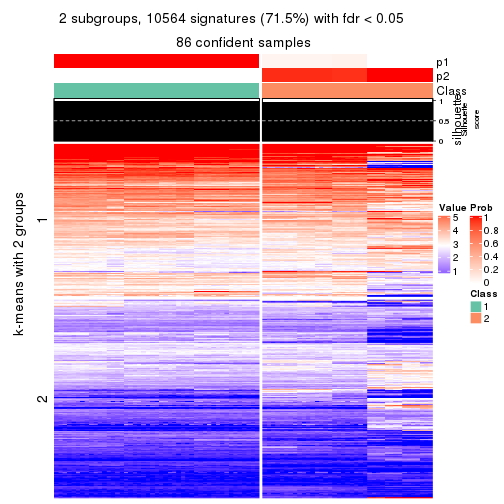 2 subgroups, 10564 signatures (71.5%) with fdr < 0.05
86 confident samples
p1
p2
Class
1
0.5
0
silhouette
Silhouette
score
k-means with 2 groups
1
2
Value
5
4
3
2
1
Prob
1
0.8
0.6
0.4
0.2
0
Class
1
2